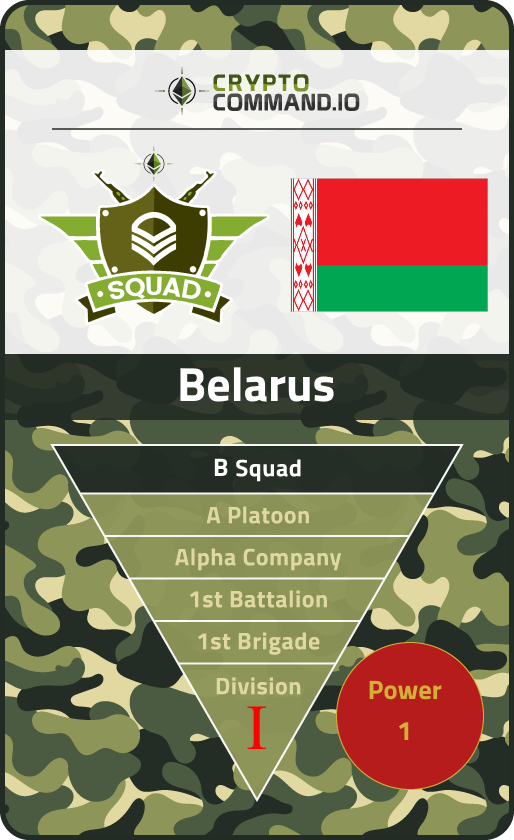 CRYPTO
COMMAND.IO
SQUAD
Belarus
B Squad
A Platoon
Alpha Company
1st Battalion
1st Brigade
Division
I
Power
1